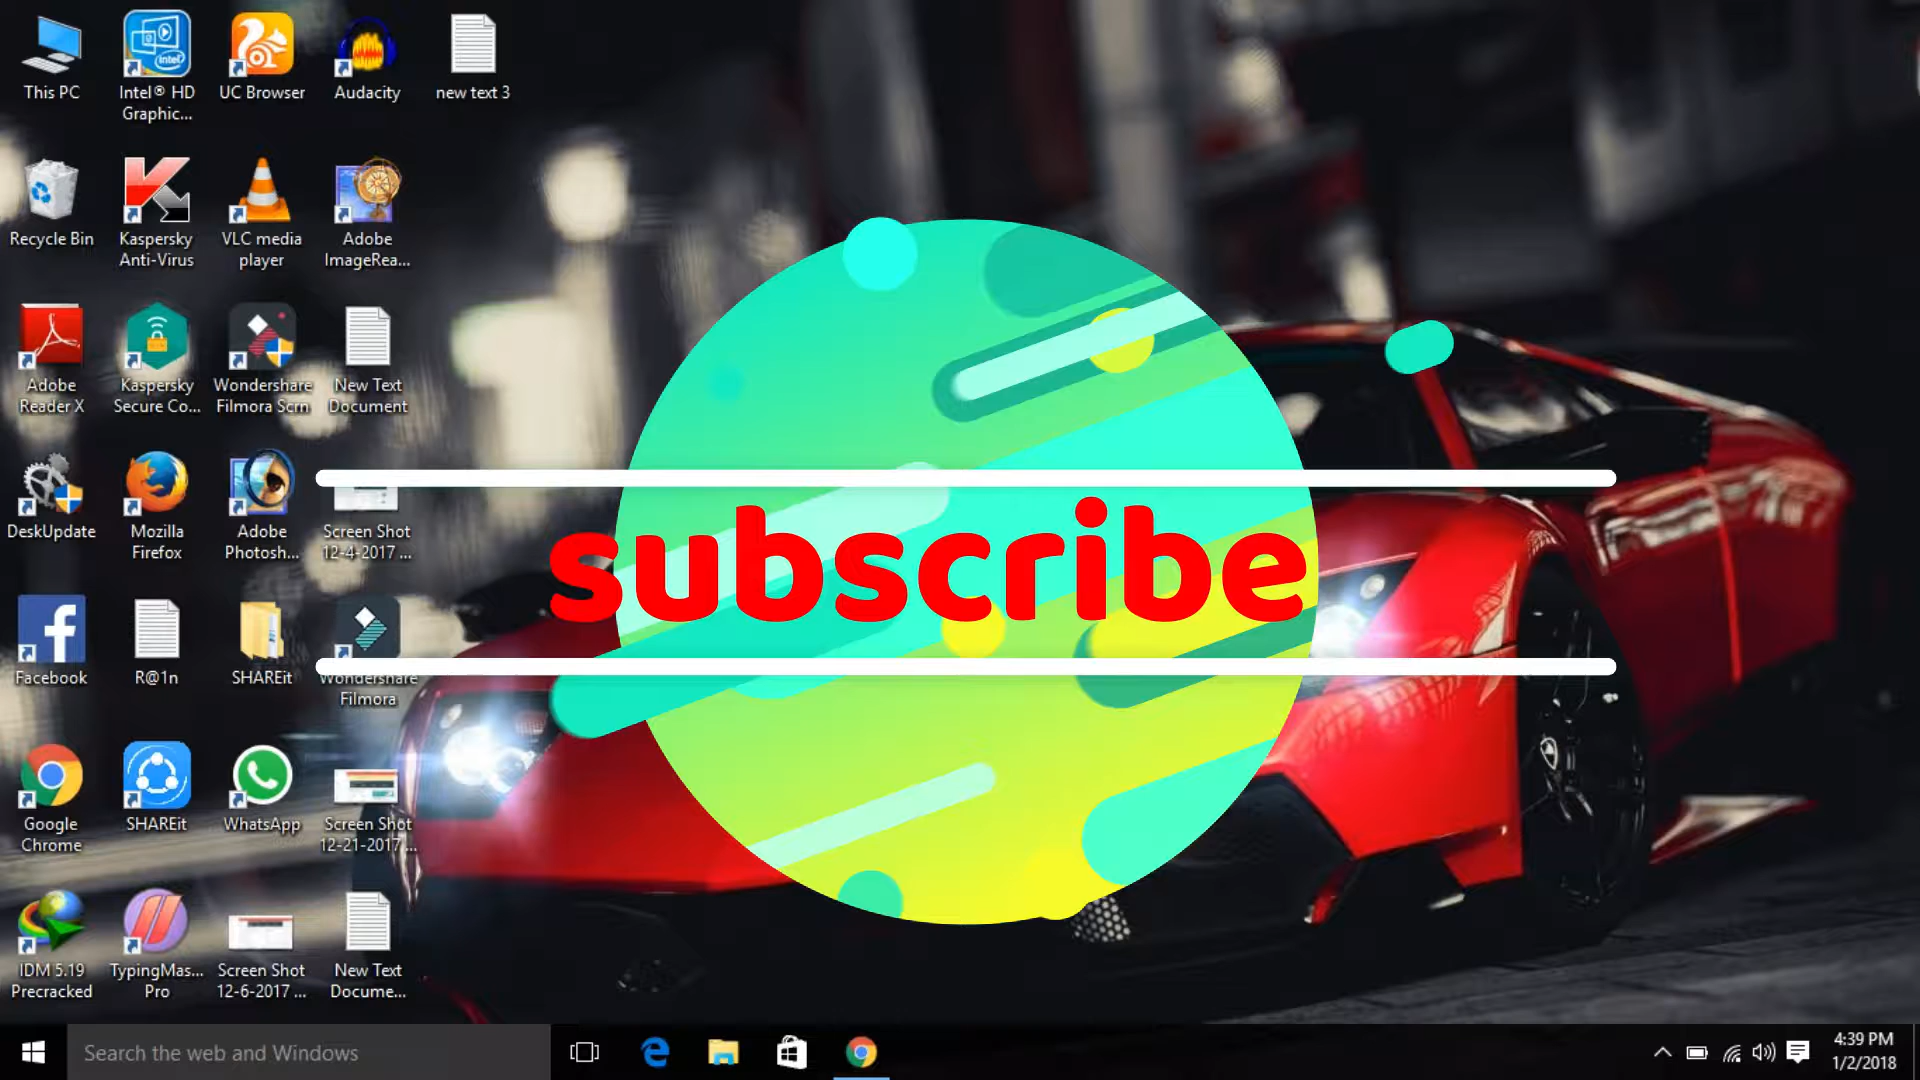 This PC
Intel® HD
Graphic...
UC Browser
Audacity
new text 3
Recycle Bin
Kaspersky
Anti-Virus
VLC media
player
Adobe
ImageRea...
Adobe
Reader X
Kaspersky
Secure Co...
Wondershare
Filmora Scrn
New Text
Document
DeskUpdate
Mozilla
Firefox
Adobe
Photosh...
Screen Shot
12-4-2017 ...
subscribe
Facebook
R@1n
SHAREit
Wondershare
Filmora
Google
Chrome
SHAREit
WhatsApp
Screen Shot
12-21-2017 ...
IDM 5.19
Precracked
TypingMas...
Pro
Screen Shot
12-6-2017 ...
New Text
Docume...
Search the web and Windows
4:39 PM
1/2/2018